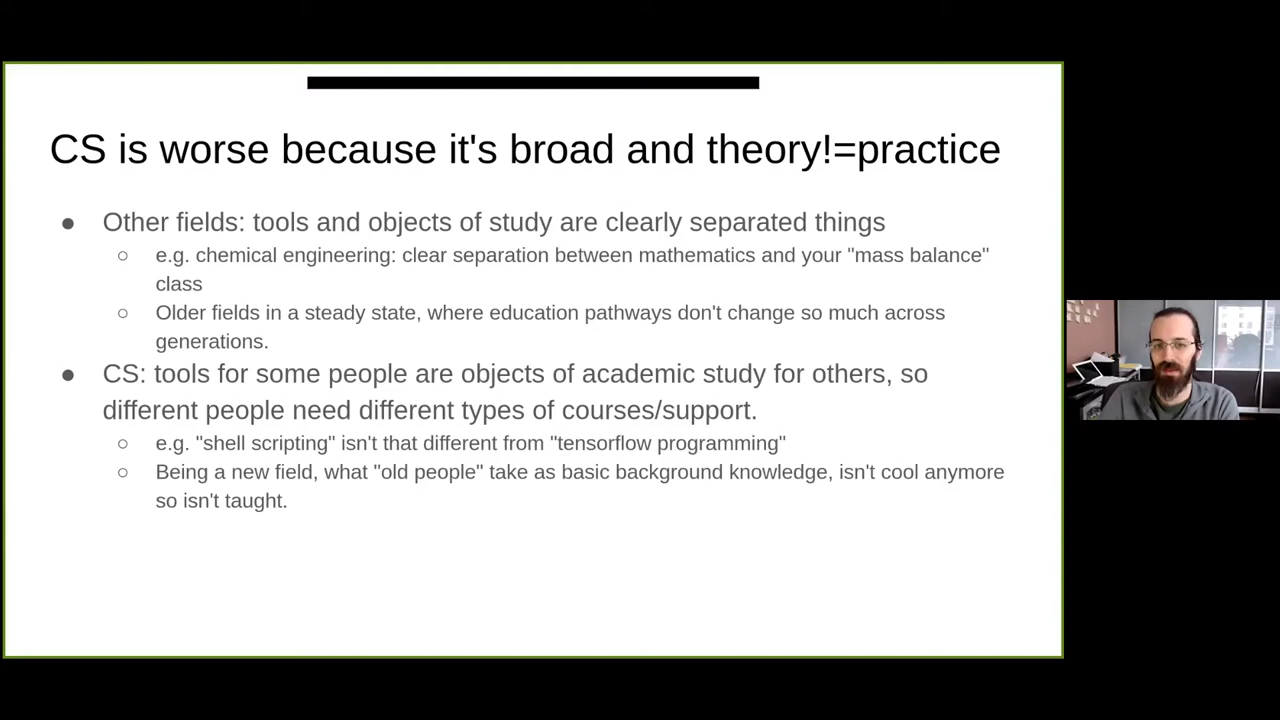 CS is worse because it's broad and theory!=practice
● Other fields: tools and objects of study are clearly separated things
○ e.g. chemical engineering: clear separation between mathematics and your "mass balance"
class
○ Older fields in a steady state, where education pathways don't change so much across
generations.
● CS: tools for some people are objects of academic study for others, so
different people need different types of courses/support.
○ e.g. "shell scripting" isn't that different from "tensorflow programming"
○ Being a new field, what "old people" take as basic background knowledge, isn't cool anymore
so isn't taught.